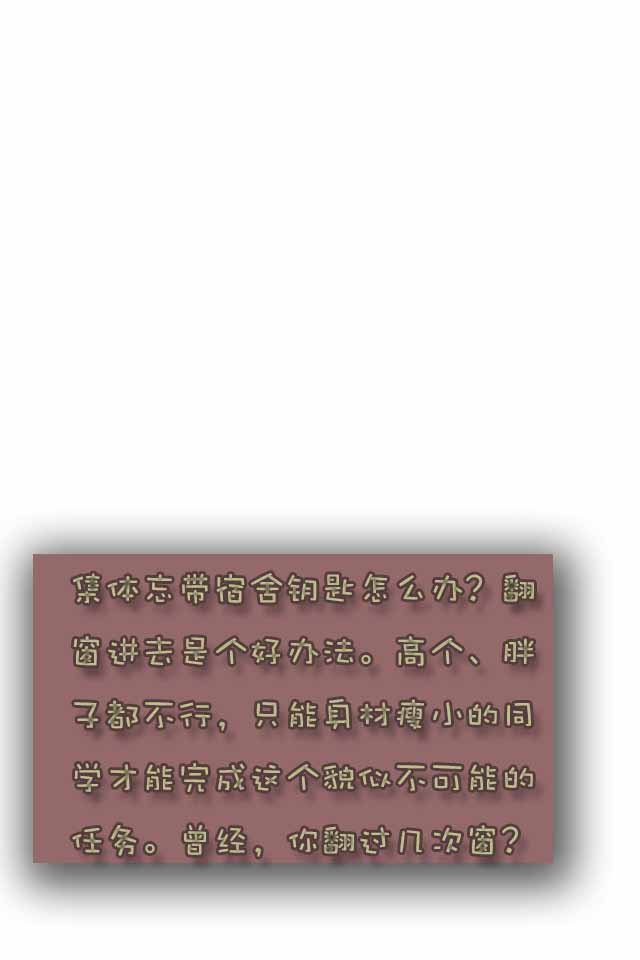 集体忘带宿舍钥匙怎么办？翻
窗进去是个好办法。高个、胖
子都不行，只能身材瘦小的同
学才能完成这个貌似不可能的
任务。曾经，你翻过几次窗？